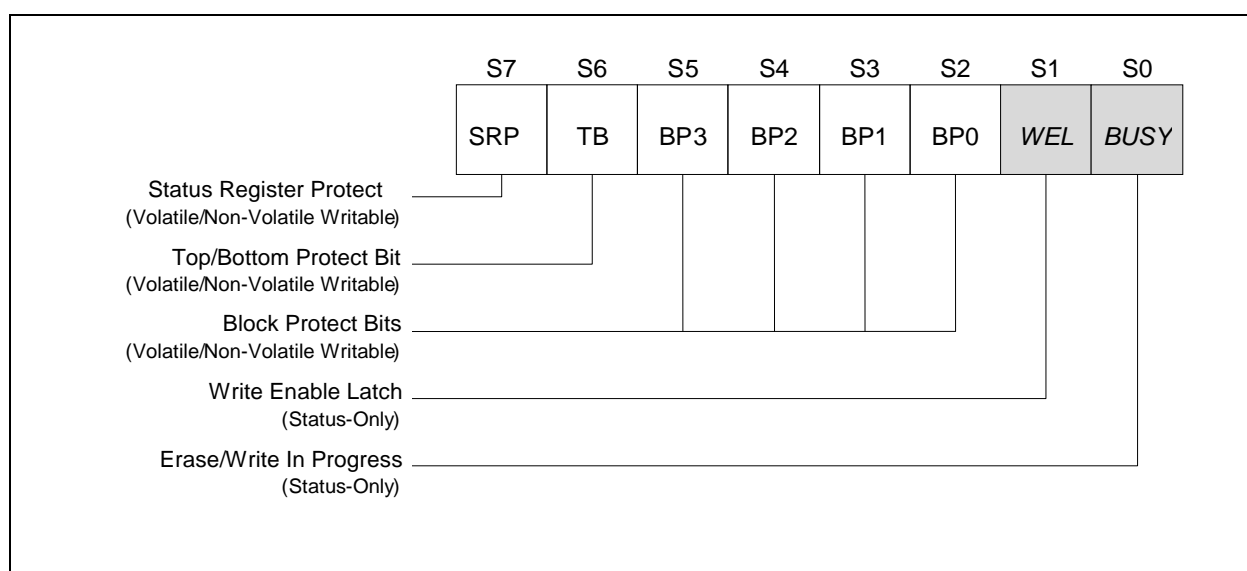 S7 S6 S5 S4 S3 S2 S1 S0
SRP TB BP3 BP2 BP1 BP0 WEL BUSY
Status Register Protect
(Volatile/Non-Volatile Writable)
Top/Bottom Protect Bit
(Volatile/Non-Volatile Writable)
Block Protect Bits
(Volatile/Non-Volatile Writable)
Write Enable Latch
(Status-Only)
Erase/Write In Progress
(Status-Only)